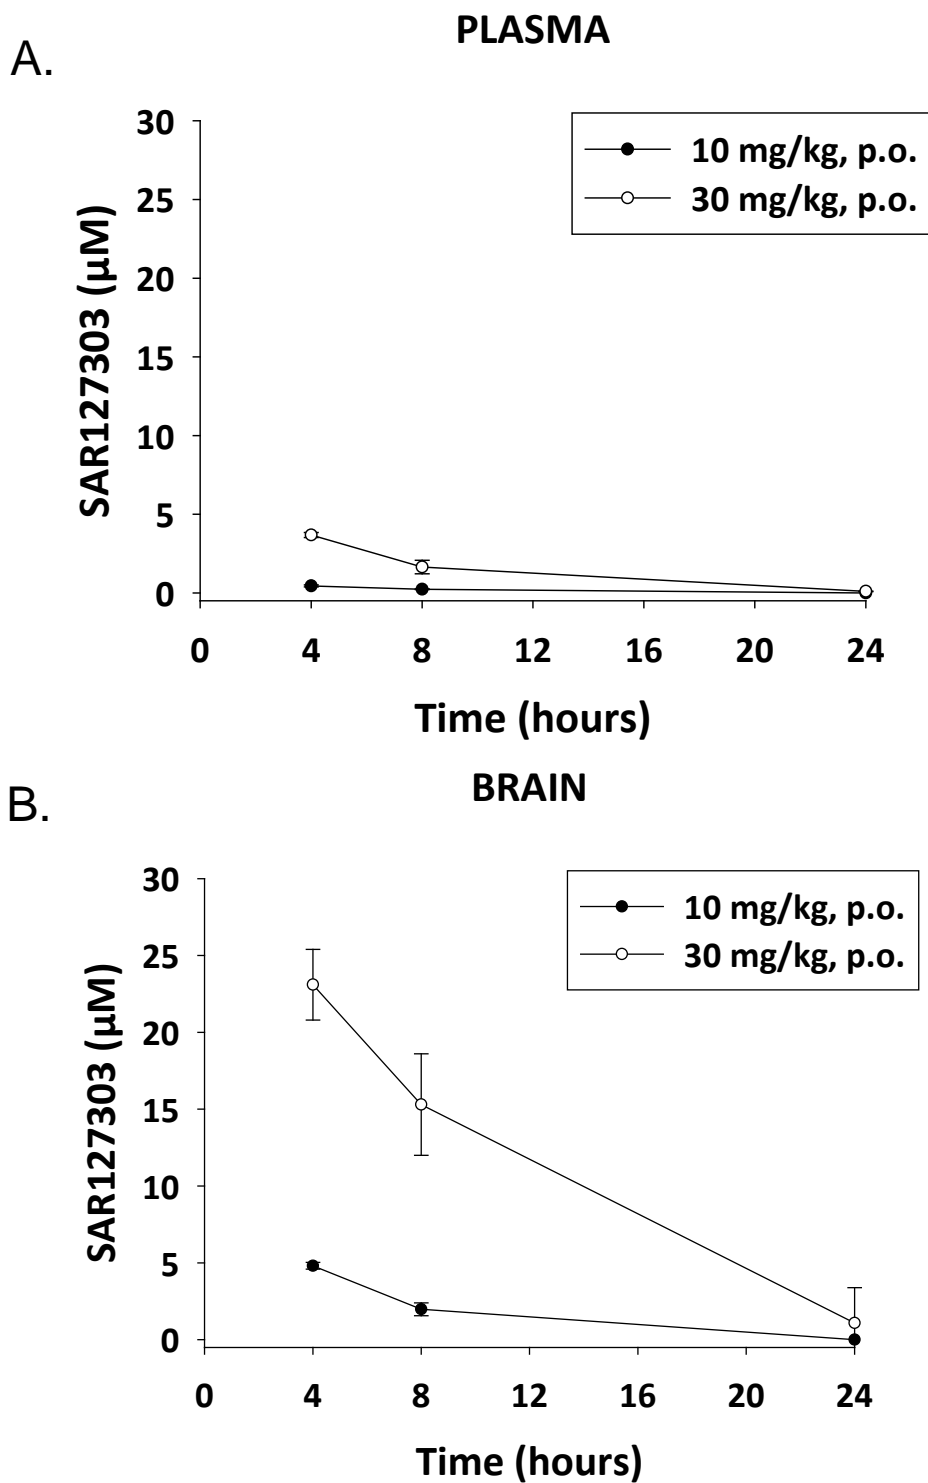 PLASMA
A.
30
25
20
15
10
5
0
SAR127303 (µM)
10 mg/kg, p.o.
30 mg/kg, p.o.
0 4 8 12 16 20 24
Time (hours)
BRAIN
B.
30
25
20
15
10
5
0
SAR127303 (µM)
10 mg/kg, p.o.
30 mg/kg, p.o.
0 4 8 12 16 20 24
Time (hours)